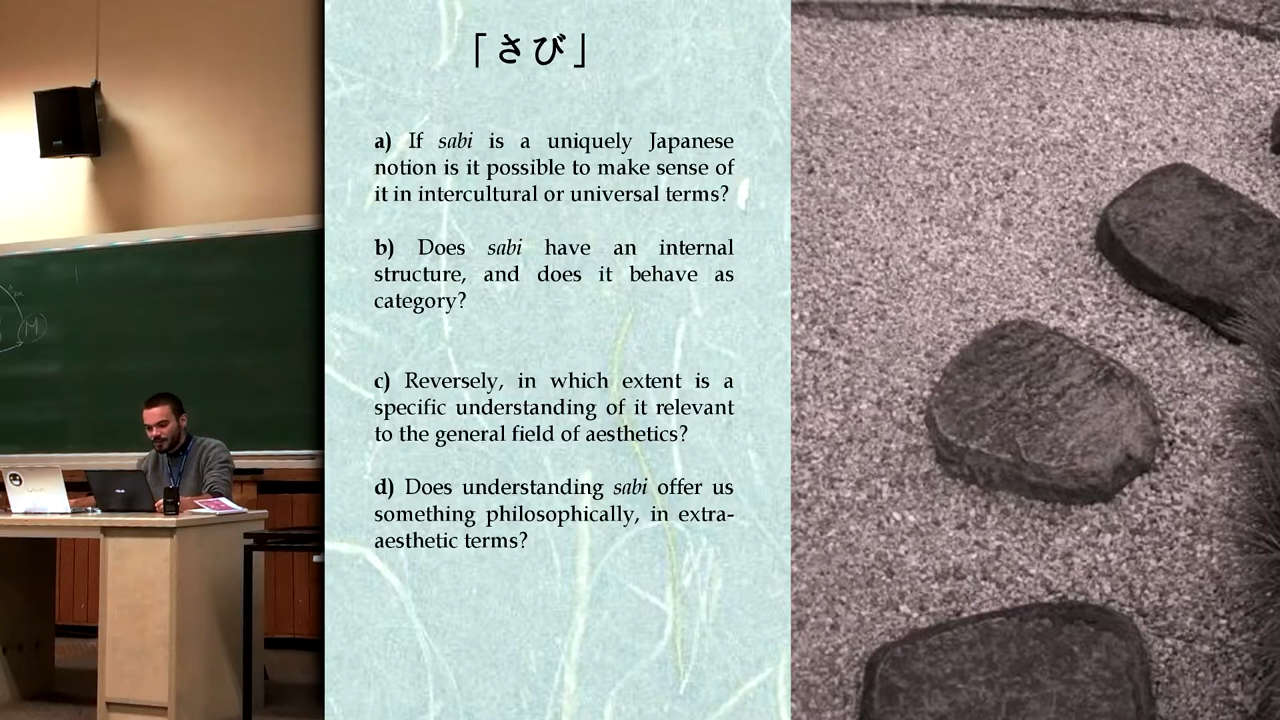 「さび」
a) If sabi is a uniquely Japanese
notion is it possible to make sense of
it in intercultural or universal terms?
b) Does sabi have an internal
structure, and does it behave as
category?
c) Reversely, in which extent is a
specific understanding of it relevant
to the general field of aesthetics?
d) Does understanding sabi offer us
something philosophically, in extra-
aesthetic terms?
(M)